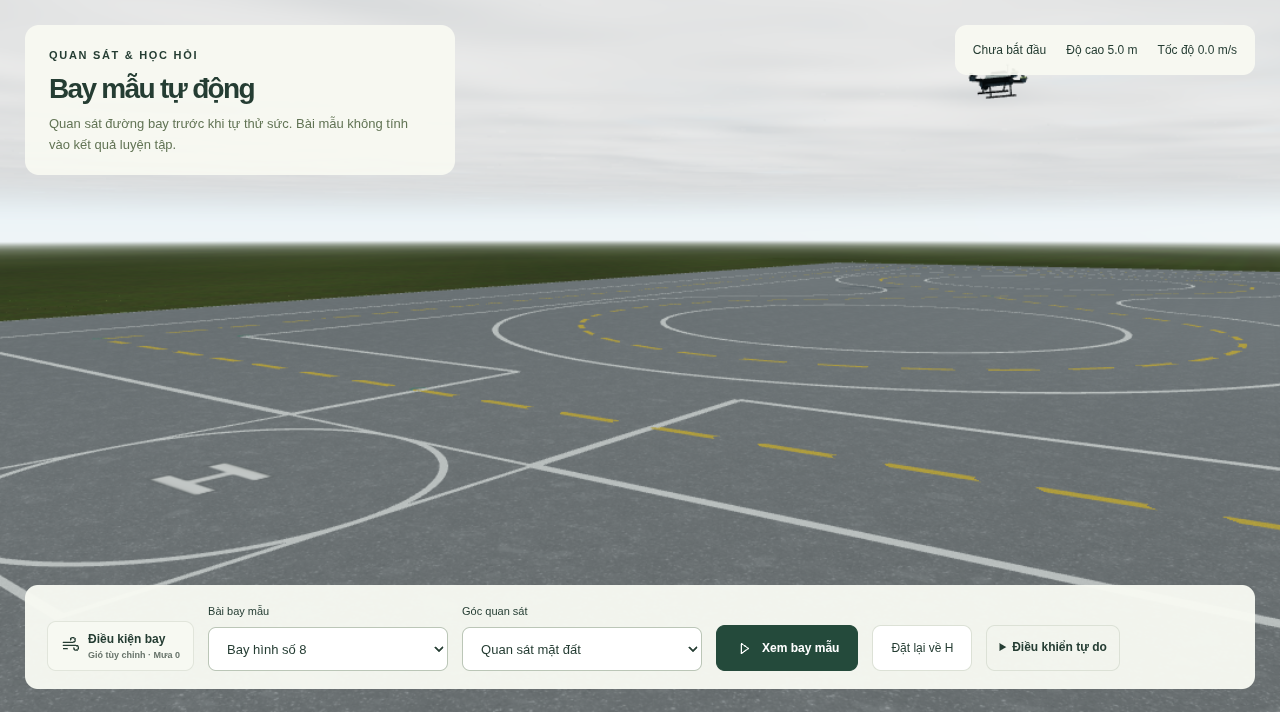 QUAN SÁT & HỌC HỎI
Bay mẫu tự động
Quan sát đường bay trước khi tự thử sức. Bài mẫu không tính
vào kết quả luyện tập.
Chưa bắt đầu Độ cao 5.0 m Tốc độ 0.0 m/s
H
Bài bay mẫu
Góc quan sát
Điều kiện bay
Gió tùy chỉnh · Mưa 0
Bay hình số 8
Quan sát mặt đất
Xem bay mẫu
Đặt lại về H
Điều khiển tự do